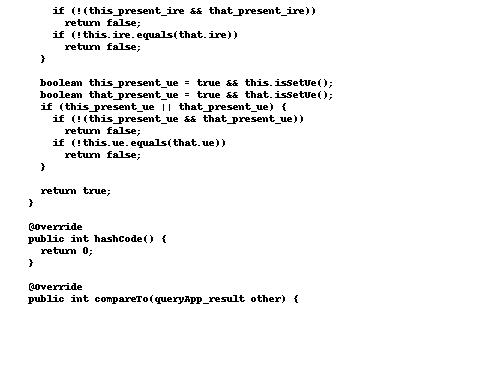 if (!(this_present_ire && that_present_ire))
return false;
if (!this.ire.equals(that.ire))
return false;
}
boolean this_present_ue = true && this.isSetUe();
boolean that_present_ue = true && that.isSetUe();
if (this_present_ue || that_present_ue) {
if (!(this_present_ue && that_present_ue))
return false;
if (!this.ue.equals(that.ue))
return false;
}
return true;
}
@Override
public int hashCode() {
return 0;
}
@Override
public int compareTo(queryApp_result other) {